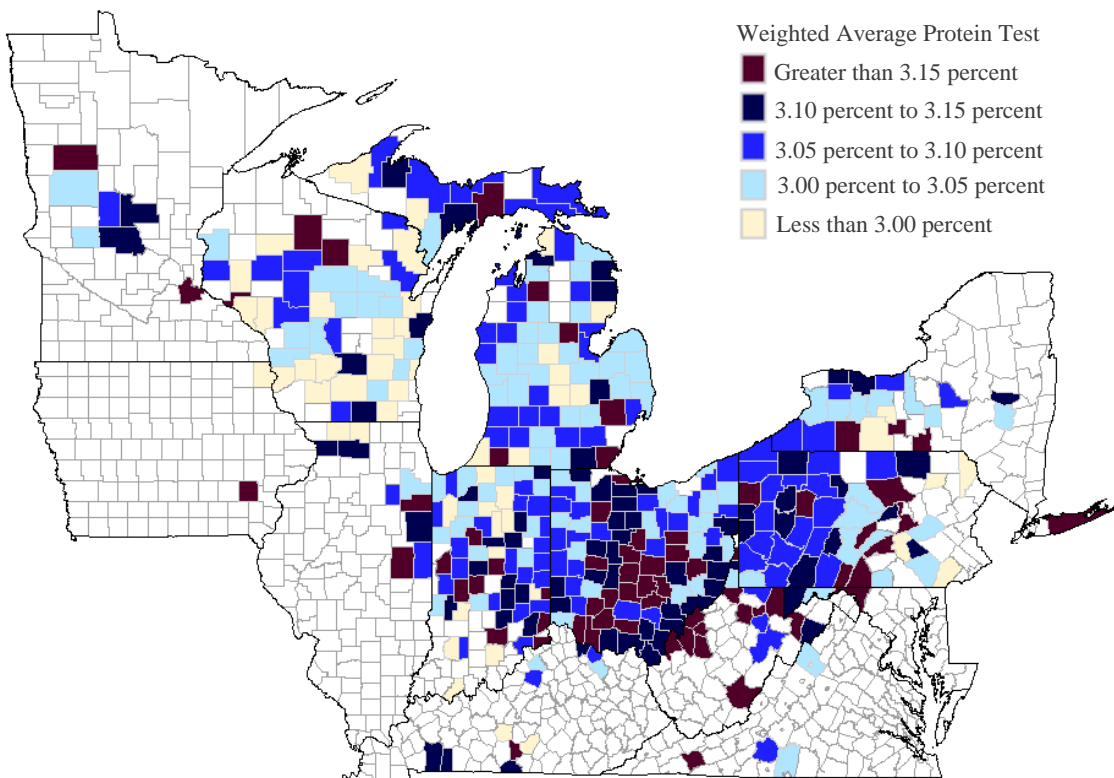 Weighted Average Protein Test
Greater than 3.15 percent
3.10 percent to 3.15 percent
3.05 percent to 3.10 percent
3.00 percent to 3.05 percent
Less than 3.00 percent